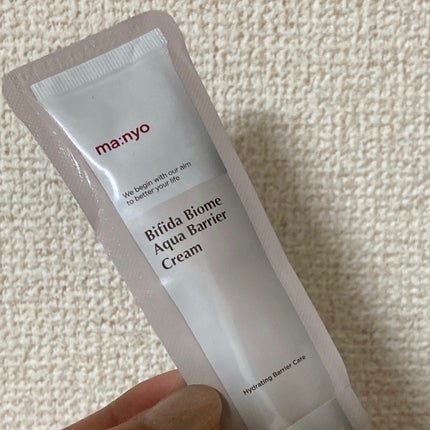 ma:nyo
We begin with our aim
to better your life
Bifida Biome
Aqua Barrier
Cream
Hydrating Barrier Care